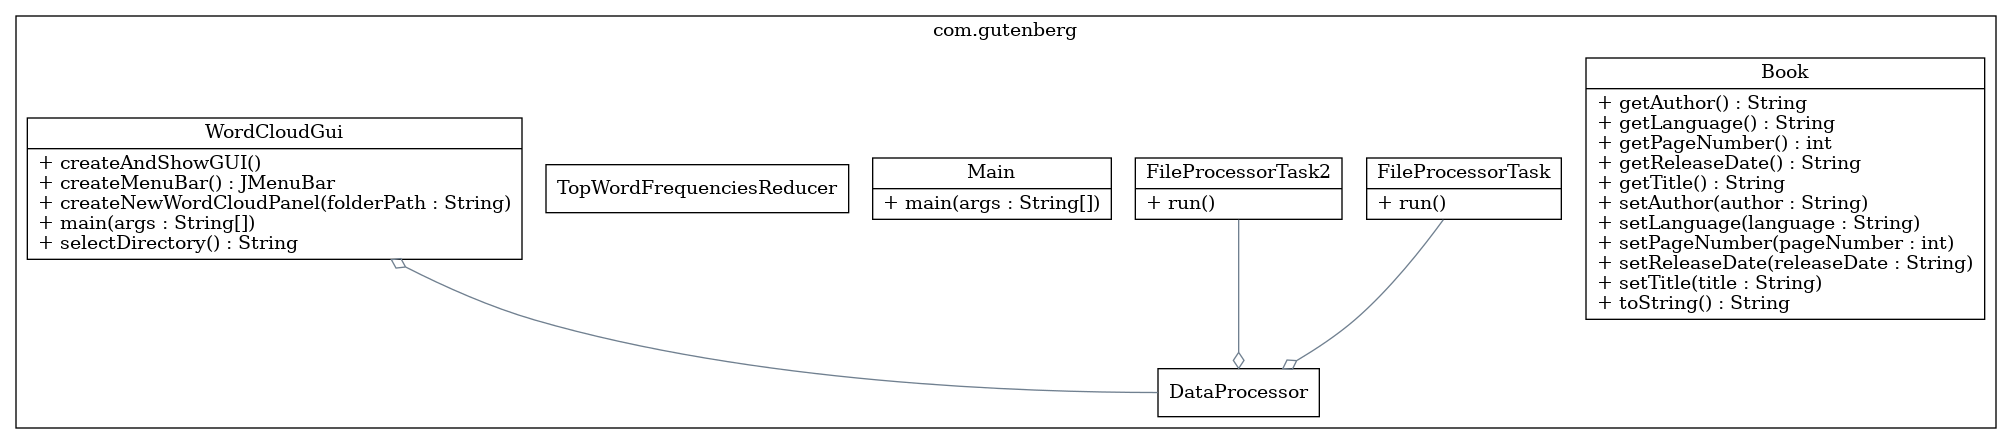 com.gutenberg
WordCloudGui
+ createAndShowGUI()
+ createMenuBar() : JMenuBar
+ createNewWordCloudPanel(folderPath : String)
+ main(args : String[])
+ selectDirectory() : String
TopWordFrequenciesReducer
Main
+ main(args : String[])
FileProcessorTask2
+ run()
FileProcessorTask
+ run()
Book
+ getAuthor() : String
+ getLanguage() : String
+ getPageNumber() : int
+ getReleaseDate() : String
+ getTitle() : String
+ setAuthor(author : String)
+ setLanguage(language : String)
+ setPageNumber(pageNumber : int)
+ setReleaseDate(releaseDate : String)
+ setTitle(title : String)
+ toString() : String
DataProcessor